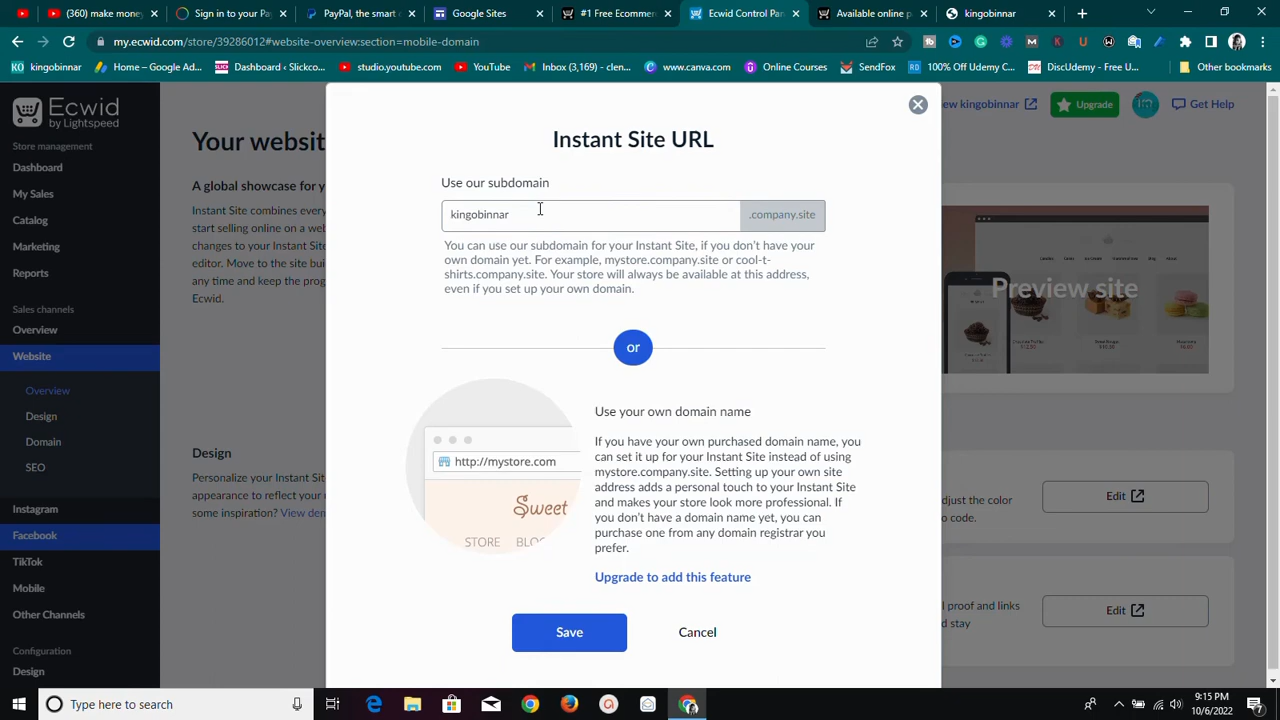 (360) make money
Sign in to your Pay
PayPal, the smart c
Google Sites
#1 Free Ecommerc
Ecwid Control Pan
Available online p
kingobinnar
my.ecwid.com/store/39286012#website-overview:section=mobile-domain
kingobinnar
Home – Google Ad...
Dashboard ‹ Slickco...
studio.youtube.com
YouTube
Inbox (3,169) - clen...
www.canva.com
Online Courses
SendFox
100% Off Udemy C...
DiscUdemy - Free U...
Other bookmarks
Ecwid
by Lightspeed
Store management
Dashboard
My Sales
Catalog
Marketing
Reports
Sales channels
Overview
Website
Overview
Design
Domain
SEO
Instagram
Facebook
TikTok
Mobile
Other Channels
Configuration
Design
Your website
A global showcase for y
Instant Site combines every
start selling online on a web
changes to your Instant Site
editor. Move to the site buil
any time and keep the prog
Ecwid.
Design
Personalize your Instant Site
appearance to reflect your
some inspiration? View dem
Instant Site URL
Use our subdomain
kingobinnar
.company.site
You can use our subdomain for your Instant Site, if you don't have your
own domain yet. For example, mystore.company.site or cool-t-
shirts.company.site. Your store will always be available at this address,
even if you set up your own domain.
or
http://mystore.com
Sweet
STORE BLO
Use your own domain name
If you have your own purchased domain name, you
can set it up for your Instant Site instead of using
mystore.company.site. Setting up your own site
address adds a personal touch to your Instant Site
and makes your store look more professional. If
you don't have a domain name yet, you can
purchase one from any domain registrar you
prefer.
Upgrade to add this feature
Save
Cancel
ew kingobinnar
Upgrade
im
Get Help
Preview site
djust the color
o code.
Edit
l proof and links
d stay
Edit
Type here to search
9:15 PM
10/6/2022